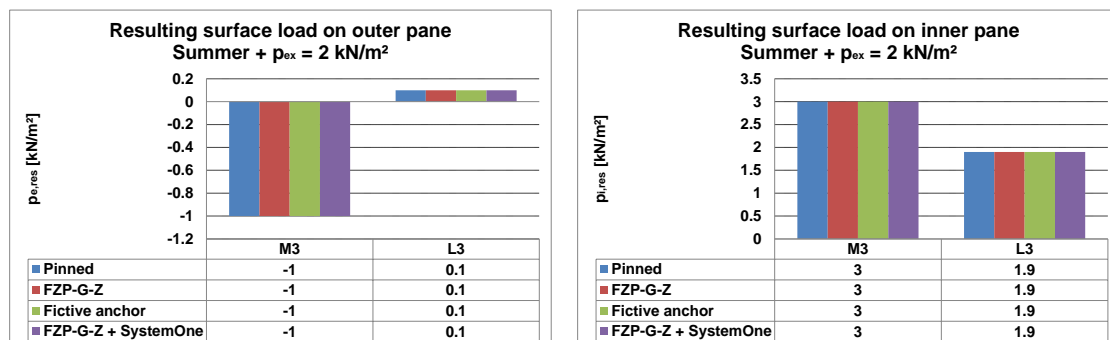 Resulting surface load on outer pane
Summer + pex = 2 kN/m²
pe,res [kN/m²]
0.2
0
-0.2
-0.4
-0.6
-0.8
-1
-1.2
M3 L3
Pinned -1 0.1
FZP-G-Z -1 0.1
Fictive anchor -1 0.1
FZP-G-Z + SystemOne -1 0.1
Resulting surface load on inner pane
Summer + pex = 2 kN/m²
pi,res [kN/m²]
3.5
3
2.5
2
1.5
1
0.5
0
M3 L3
Pinned 3 1.9
FZP-G-Z 3 1.9
Fictive anchor 3 1.9
FZP-G-Z + SystemOne 3 1.9